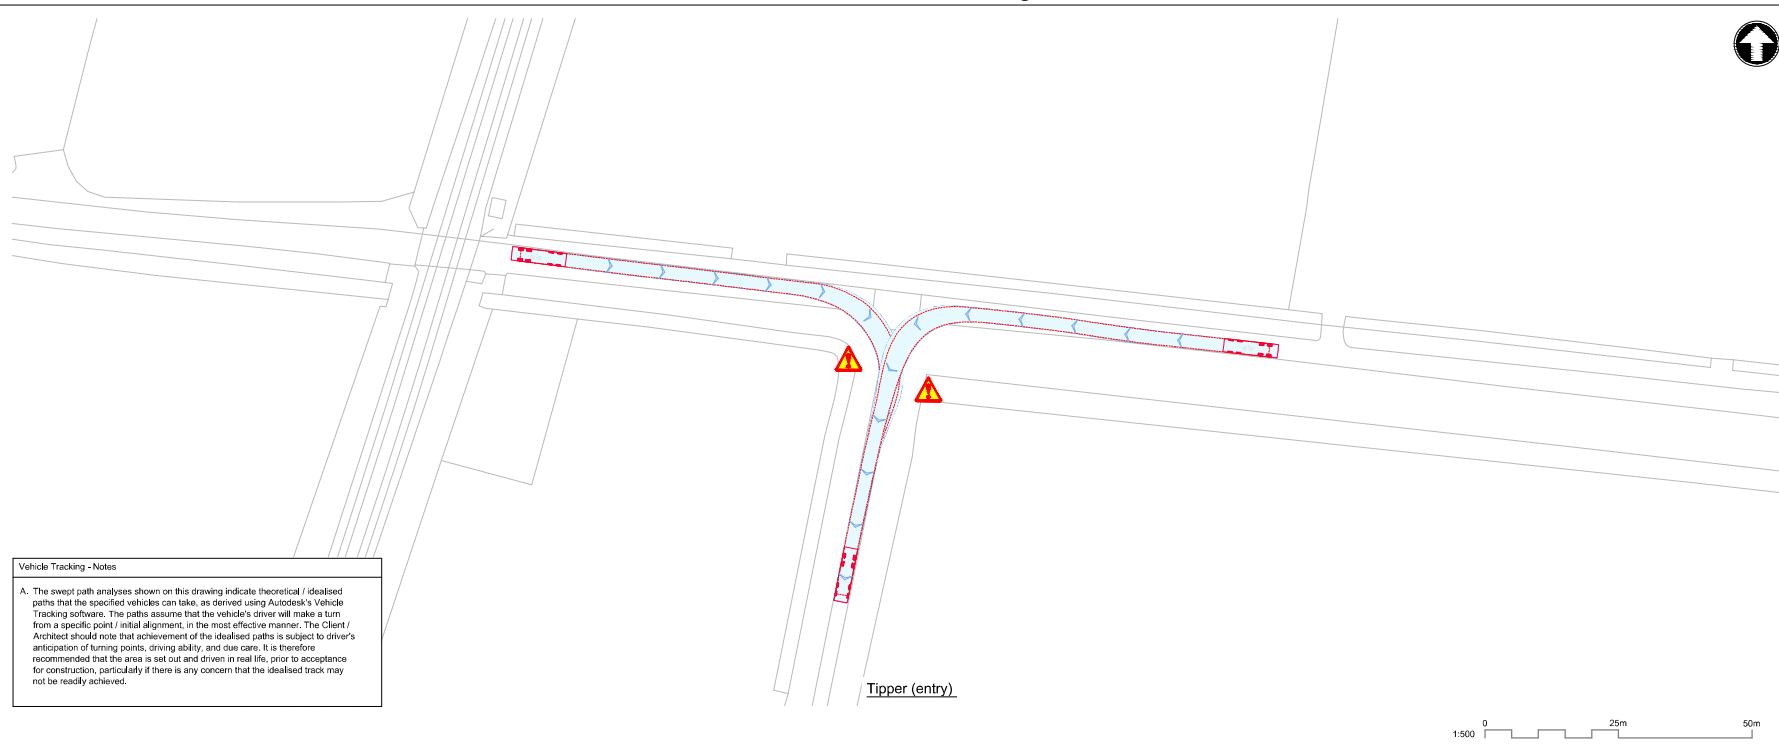 Vehicle Tracking - Notes
A. The swept path analyses shown on this drawing indicate theoretical / idealised
paths that the specified vehicles can take, as derived using Autodesk's Vehicle
Tracking software. The paths assume that the vehicle's driver will make a turn
from a specific point / initial alignment, in the most effective manner. The Client /
Architect should note that achievement of the idealised paths is subject to driver's
anticipation of turning points, driving ability, and due care. It is therefore
recommended that the area is set out and driven in real life, prior to acceptance
for construction, particularly if there is any concern that the idealised track may
not be readily achieved.
Tipper (entry)
0 25m 50m
1:500